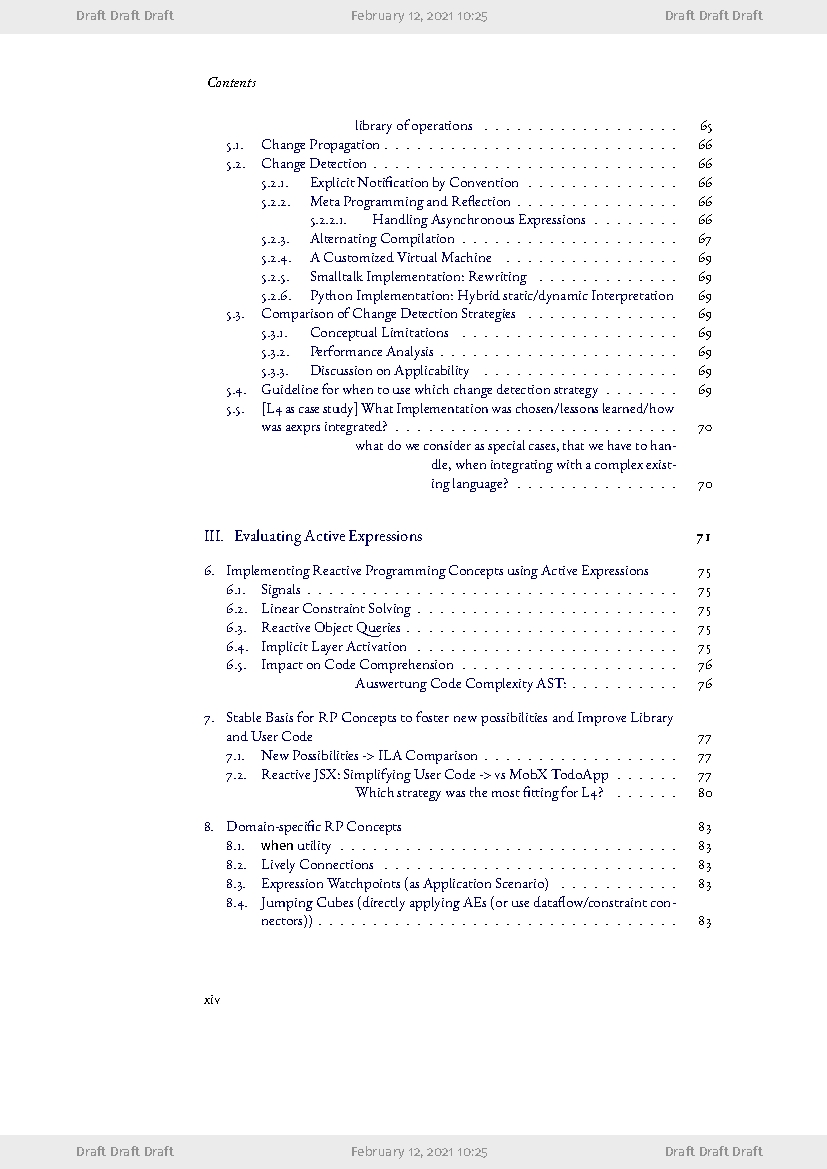 Draft Draft Draft February 12, 2021 10:25 Draft Draft Draft
Contents
library of operations . . . . . . . . . . . . . . . . . . 65
5.1. Change Propagation . . . . . . . . . . . . . . . . . . . . . . . . . . . 66
5.2. Change Detection . . . . . . . . . . . . . . . . . . . . . . . . . . . . 66
5.2.1. Explicit Notification by Convention . . . . . . . . . . . . . . 66
5.2.2. Meta Programming and Reflection . . . . . . . . . . . . . . . 66
5.2.2.1. Handling Asynchronous Expressions . . . . . . . . 66
5.2.3. Alternating Compilation . . . . . . . . . . . . . . . . . . . . 67
5.2.4. A Customized Virtual Machine . . . . . . . . . . . . . . . . 69
5.2.5. Smalltalk Implementation: Rewriting . . . . . . . . . . . . . 69
5.2.6. Python Implementation: Hybrid static/dynamic Interpretation 69
5.3. Comparison of Change Detection Strategies . . . . . . . . . . . . . . 69
5.3.1. Conceptual Limitations . . . . . . . . . . . . . . . . . . . . 69
5.3.2. Performance Analysis . . . . . . . . . . . . . . . . . . . . . . 69
5.3.3. Discussion on Applicability . . . . . . . . . . . . . . . . . . 69
5.4. Guideline for when to use which change detection strategy . . . . . . . 69
5.5. [L4 as case study] What Implementation was chosen/lessons learned/how
was aexprs integrated? . . . . . . . . . . . . . . . . . . . . . . . . . . 70
what do we consider as special cases, that we have to han-
dle, when integrating with a complex exist-
ing language? . . . . . . . . . . . . . . . 70
III. Evaluating Active Expressions 71
6. Implementing Reactive Programming Concepts using Active Expressions 75
6.1. Signals . . . . . . . . . . . . . . . . . . . . . . . . . . . . . . . . . . 75
6.2. Linear Constraint Solving . . . . . . . . . . . . . . . . . . . . . . . . 75
6.3. Reactive Object Queries . . . . . . . . . . . . . . . . . . . . . . . . . 75
6.4. Implicit Layer Activation . . . . . . . . . . . . . . . . . . . . . . . . 75
6.5. Impact on Code Comprehension . . . . . . . . . . . . . . . . . . . . 76
Auswertung Code Complexity AST: . . . . . . . . . . 76
7. Stable Basis for RP Concepts to foster new possibilities and Improve Library
and User Code 77
7.1. New Possibilities -> ILA Comparison . . . . . . . . . . . . . . . . . . 77
7.2. Reactive JSX: Simplifying User Code -> vs MobX TodoApp . . . . . . 77
Which strategy was the most fitting for L4? . . . . . . 80
8. Domain-specific RP Concepts 83
8.1. when utility . . . . . . . . . . . . . . . . . . . . . . . . . . . . . . . 83
8.2. Lively Connections . . . . . . . . . . . . . . . . . . . . . . . . . . . 83
8.3. Expression Watchpoints (as Application Scenario) . . . . . . . . . . . 83
8.4. Jumping Cubes (directly applying AEs (or use dataflow/constraint con-
nectors)) . . . . . . . . . . . . . . . . . . . . . . . . . . . . . . . . . 83
xiv
Draft Draft Draft February 12, 2021 10:25 Draft Draft Draft